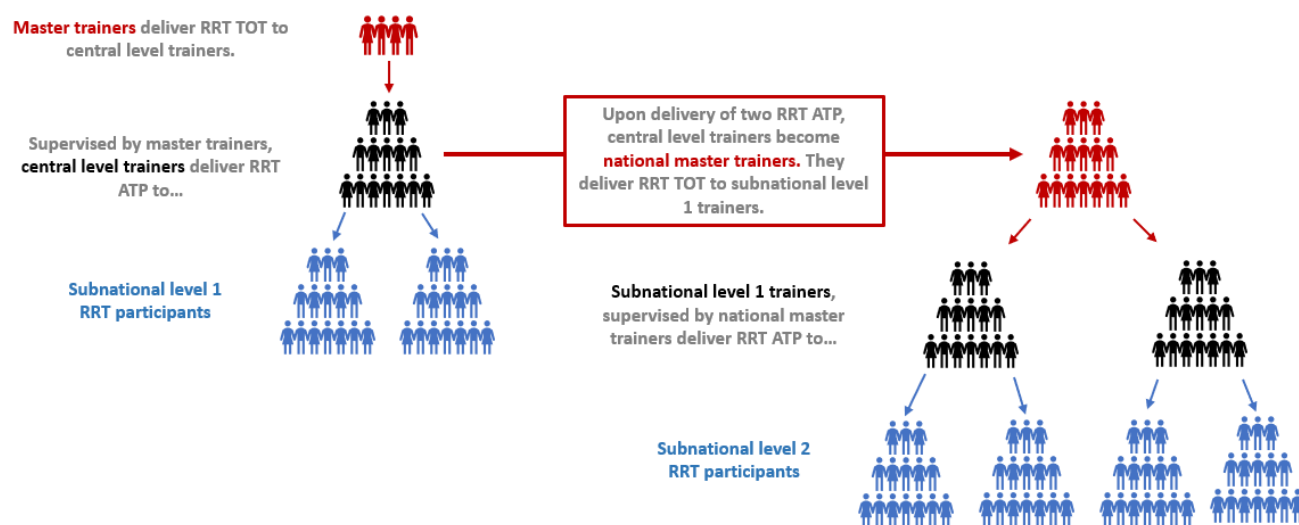 Master trainers deliver RRT TOT to
central level trainers.
Supervised by master trainers,
central level trainers deliver RRT
ATP to...
Upon delivery of two RRT ATP,
central level trainers become
national master trainers. They
deliver RRT TOT to subnational level
1 trainers.
Subnational level 1
RRT participants
Subnational level 1 trainers,
supervised by national master
trainers deliver RRT ATP to...
Subnational level 2
RRT participants